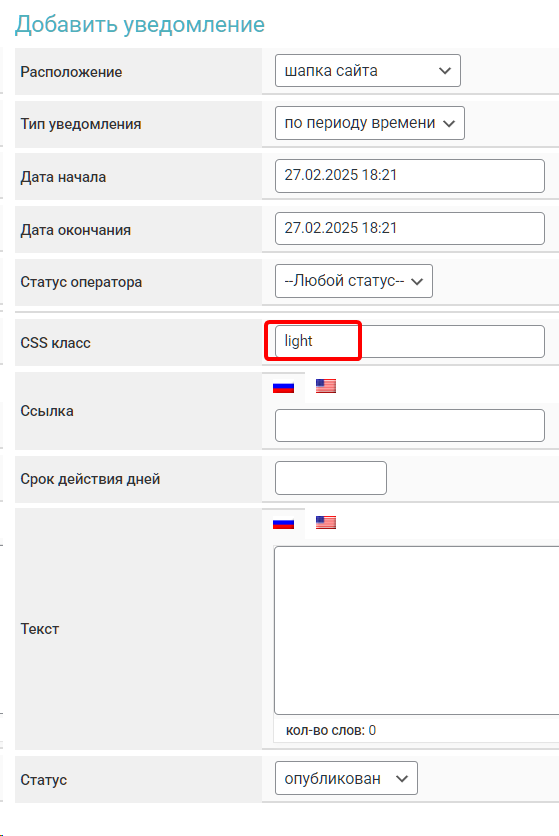 Добавить уведомление
Расположение
шапка сайта
Тип уведомления
по периоду времени
Дата начала
27.02.2025 18:21
Дата окончания
27.02.2025 18:21
Статус оператора
--Любой статус--
CSS класс
light
Ссылка
Срок действия дней
Текст
кол-во слов: 0
Статус
опубликован